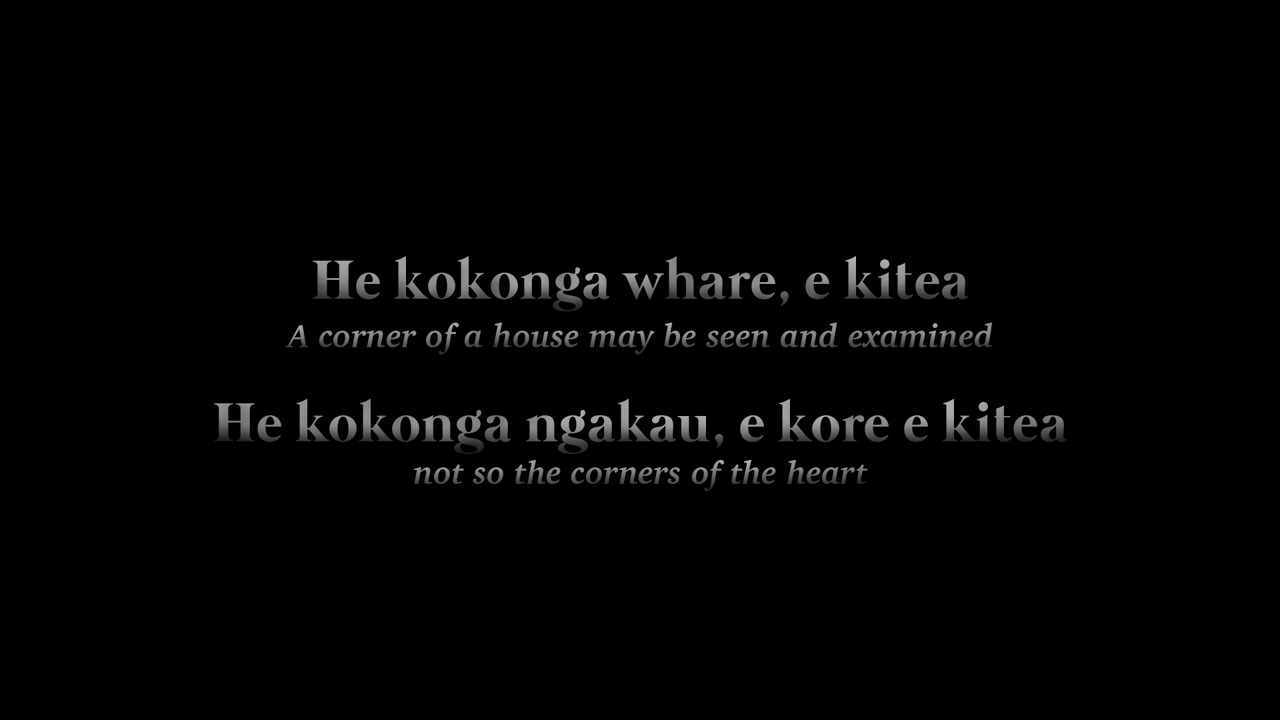 He kokonga whare, e kitea
A corner of a house may be seen and examined
He kokonga ngakau, e kore e kitea
not so the corners of the heart